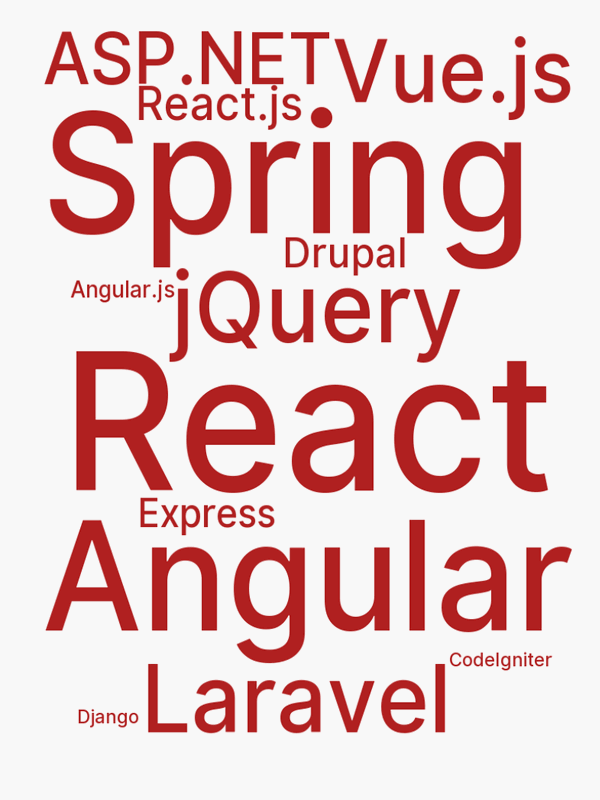 ASP.NET Vue.js
React.js
Spring
Drupal
Angular.js jQuery
React
Express
Angular
CodeIgniter
Django Laravel